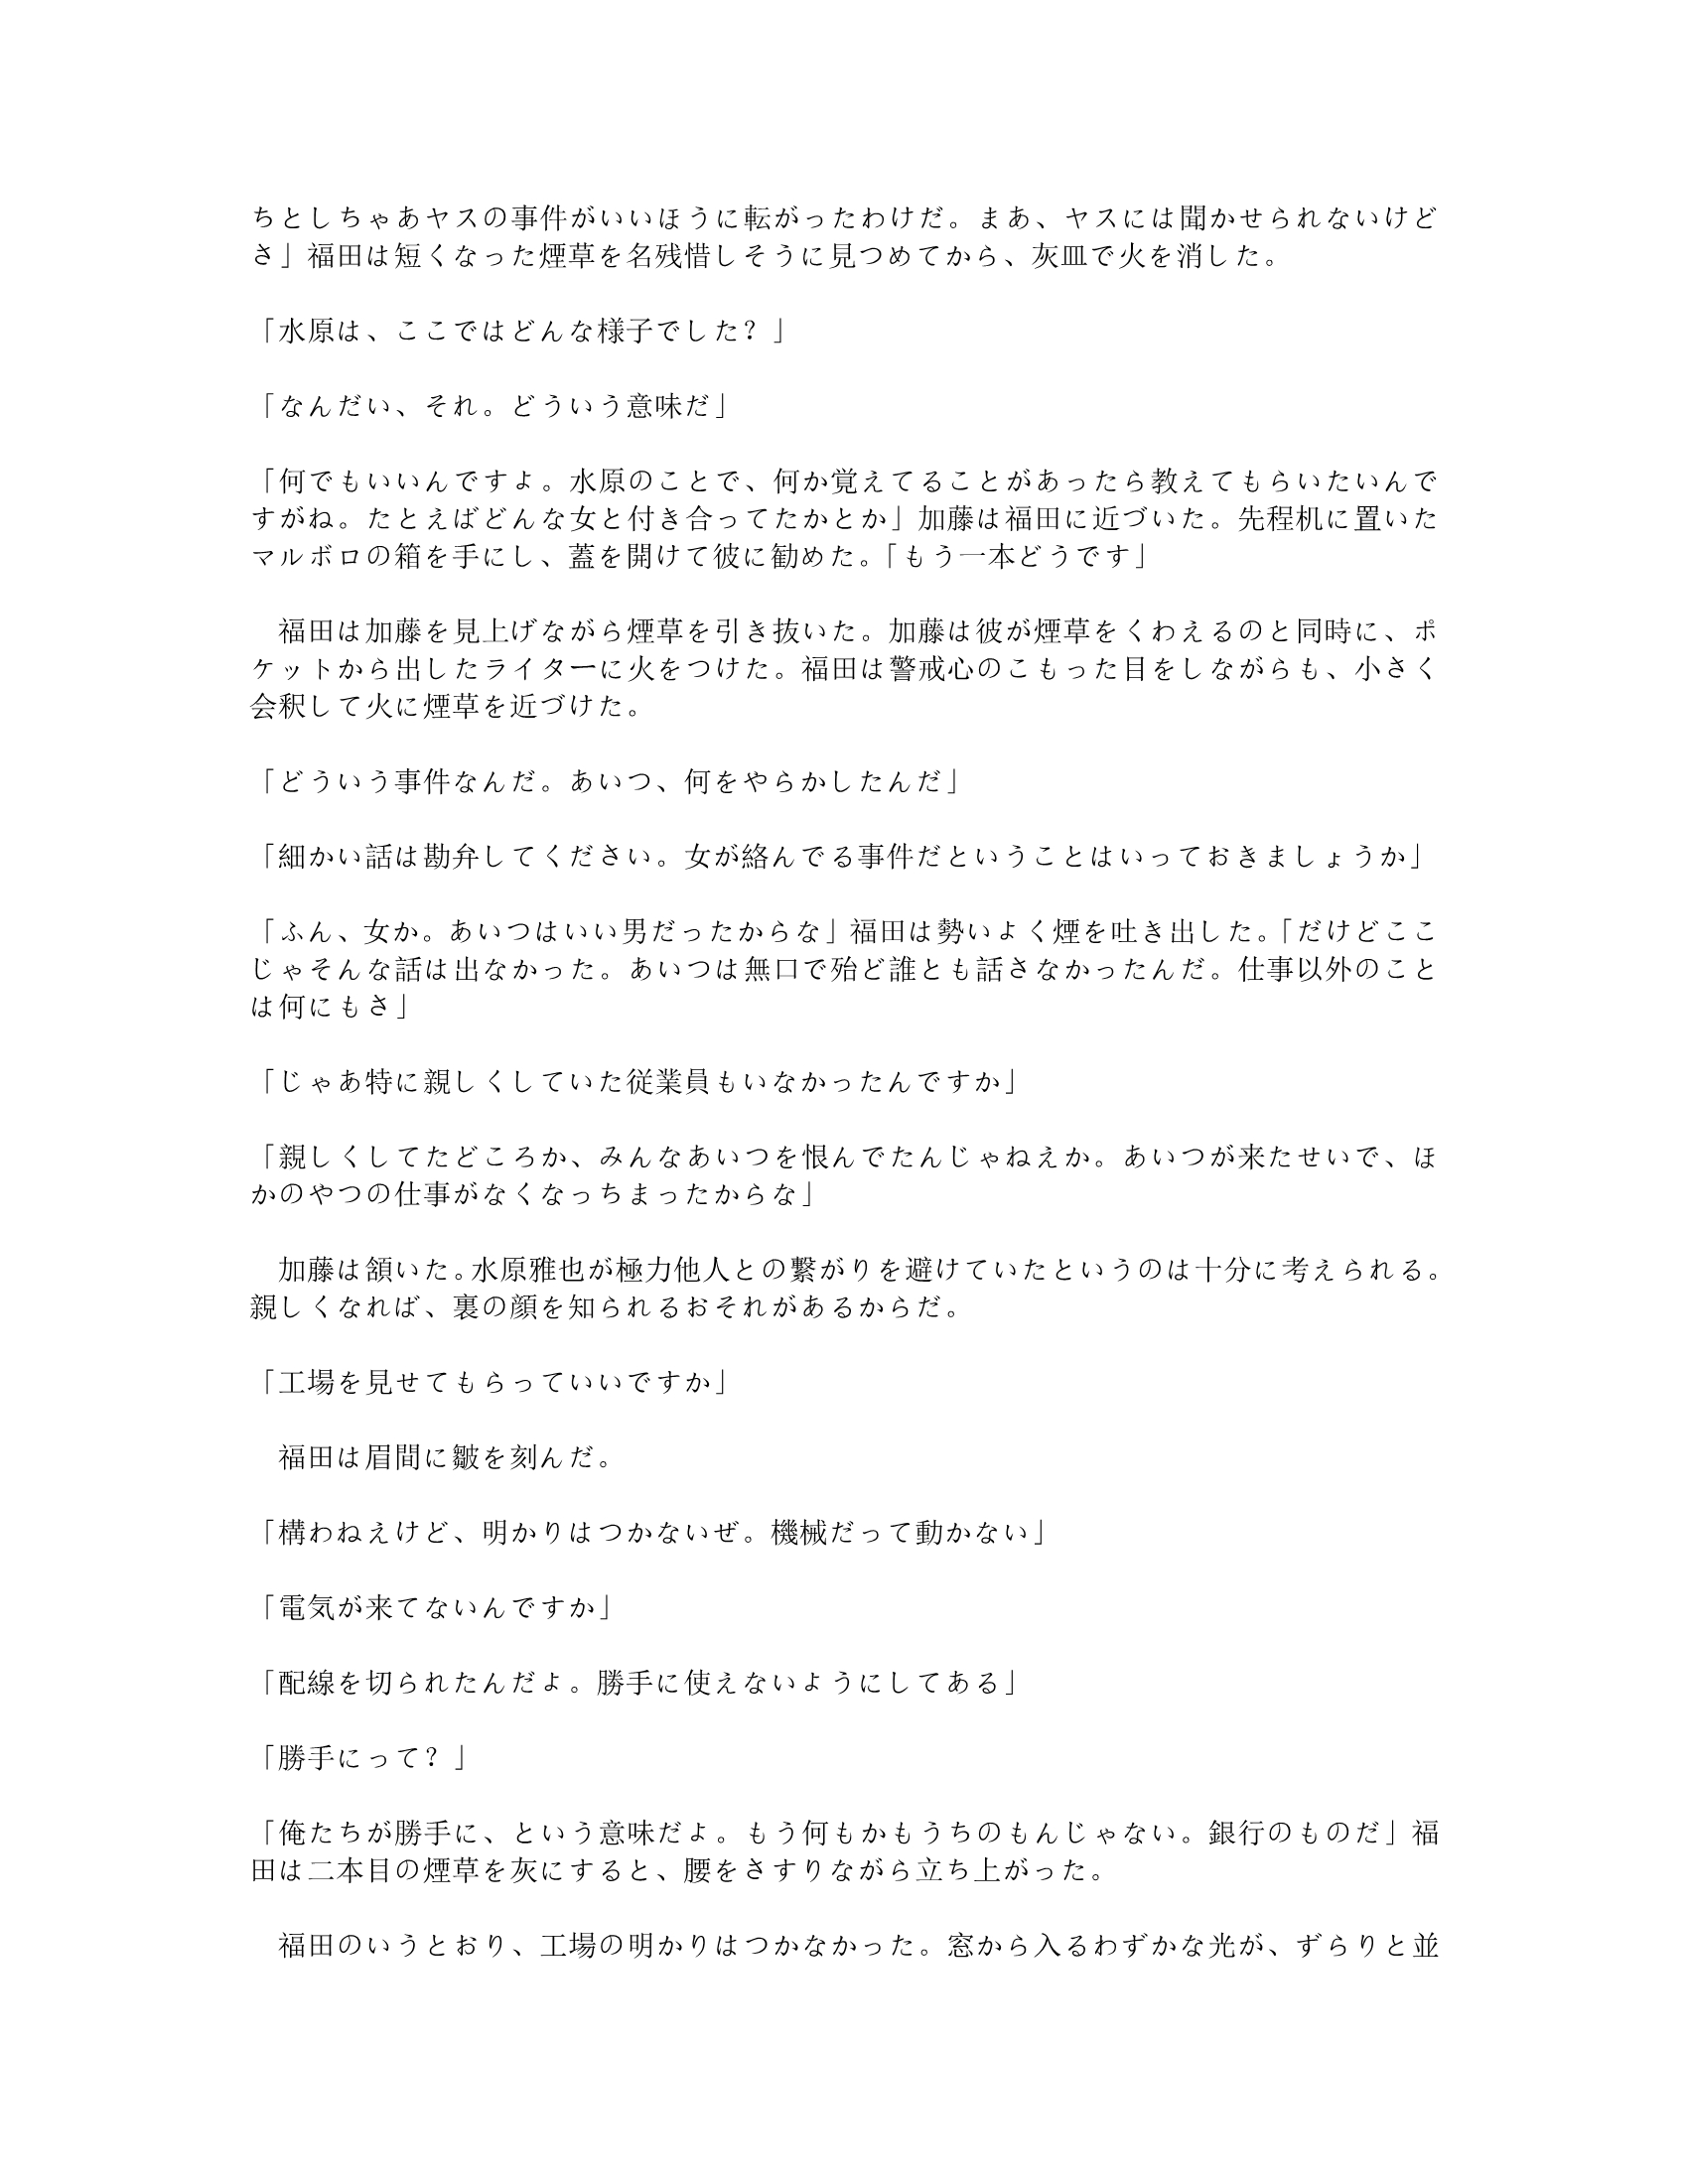 ちとしちゃあヤスの事件がいいほうに転がったわけだ。まあ、ヤスには聞かせられないけど
さ」福田は短くなった煙草を名残惜しそうに見つめてから、灰皿で火を消した。
「水原は、ここではどんな様子でした？」
「なんだい、それ。どういう意味だ」
「何でもいいんですよ。水原のことで、何か覚えてることがあったら教えてもらいたいんで
すがね。たとえばどんな女と付き合ってたかとか」加藤は福田に近づいた。先程机に置いた
マルボロの箱を手にし、蓋を開けて彼に勧めた。「もう一本どうです」
　福田は加藤を見上げながら煙草を引き抜いた。加藤は彼が煙草をくわえるのと同時に、ポ
ケットから出したライターに火をつけた。福田は警戒心のこもった目をしながらも、小さく
会釈して火に煙草を近づけた。
「どういう事件なんだ。あいつ、何をやらかしたんだ」
「細かい話は勘弁してください。女が絡んでる事件だということはいっておきましょうか」
「ふん、女か。あいつはいい男だったからな」福田は勢いよく煙を吐き出した。「だけどここ
じゃそんな話は出なかった。あいつは無口で殆ど誰とも話さなかったんだ。仕事以外のこと
は何にもさ」
「じゃあ特に親しくしていた従業員もいなかったんですか」
「親しくしてたどころか、みんなあいつを恨んでたんじゃねえか。あいつが来たせいで、ほ
かのやつの仕事がなくなっちまったからな」
　加藤は頷いた。水原雅也が極力他人との繋がりを避けていたというのは十分に考えられる。
親しくなれば、裏の顔を知られるおそれがあるからだ。
「工場を見せてもらっていいですか」
　福田は眉間に皺を刻んだ。
「構わねえけど、明かりはつかないぜ。機械だって動かない」
「電気が来てないんですか」
「配線を切られたんだよ。勝手に使えないようにしてある」
「勝手にって？」
「俺たちが勝手に、という意味だよ。もう何もかもうちのもんじゃない。銀行のものだ」福
田は二本目の煙草を灰にすると、腰をさすりながら立ち上がった。
　福田のいうとおり、工場の明かりはつかなかった。窓から入るわずかな光が、ずらりと並